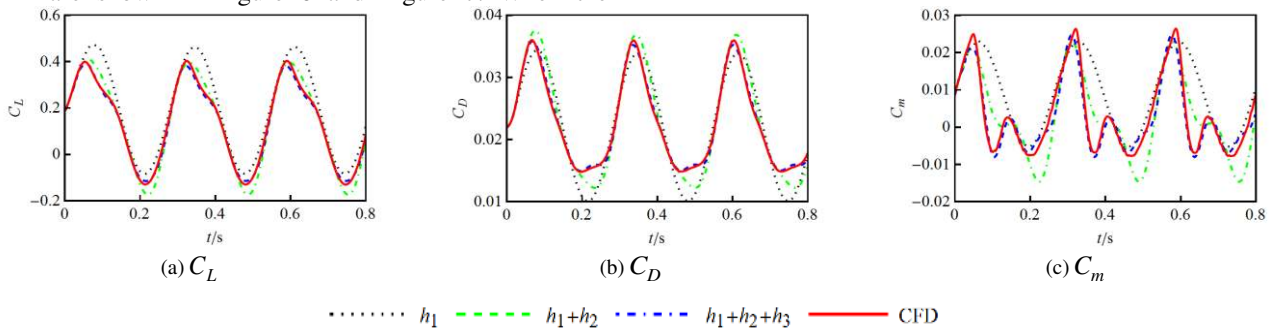 0.6
0.4
0.2
0
−0.2
C_L
0 0.2 0.4 0.6 0.8
t/s
(a) C_L
0.04
0.03
0.02
0.01
C_D
0 0.2 0.4 0.6 0.8
t/s
(b) C_D
0.03
0.02
0.01
0
−0.01
−0.02
C_m
0 0.2 0.4 0.6 0.8
t/s
(c) C_m
h₁ h₁+h₂ h₁+h₂+h₃ CFD